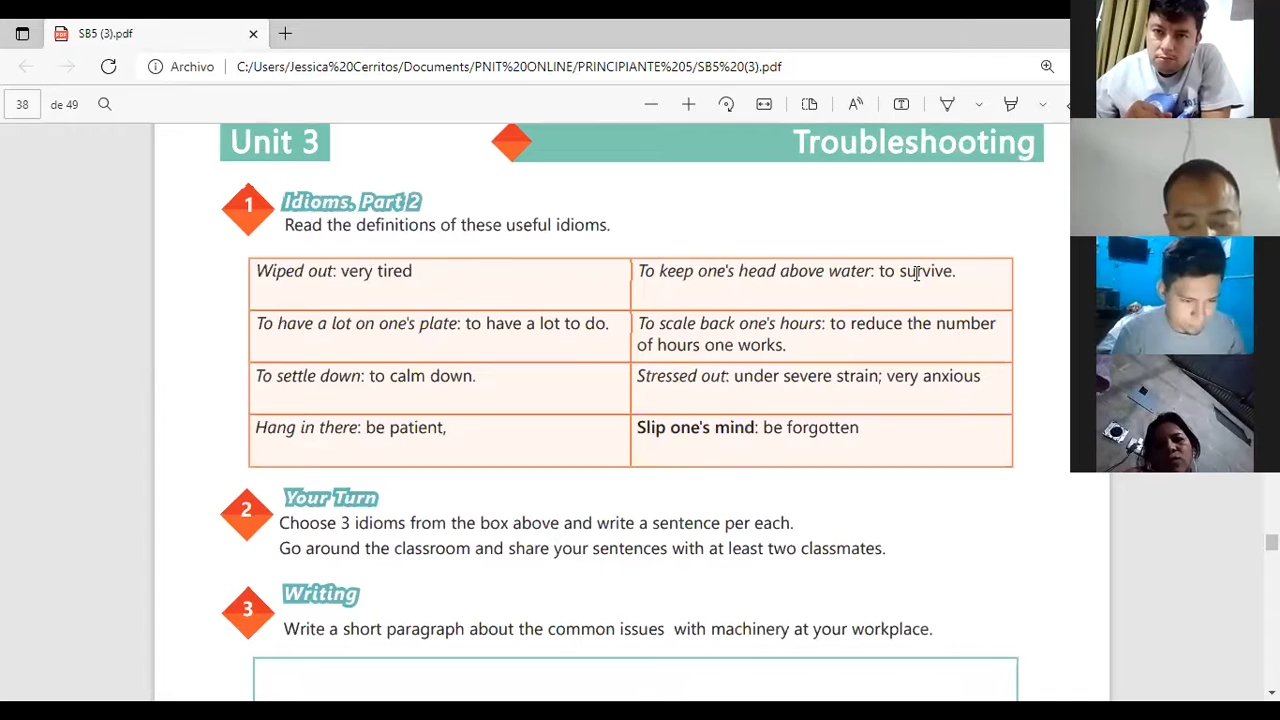 SB5 (3).pdf
Archivo C:/Users/Jessica%20Cerritos/Documents/PNIT%20ONLINE/PRINCIPIANTE%205/SB5%20(3).pdf
38 de 49
Unit 3 Troubleshooting
1 Idioms. Part 2
Read the definitions of these useful idioms.
Wiped out: very tired
To keep one's head above water: to survive.
To have a lot on one's plate: to have a lot to do.
To scale back one's hours: to reduce the number
of hours one works.
To settle down: to calm down.
Stressed out: under severe strain; very anxious
Hang in there: be patient,
Slip one's mind: be forgotten
2 Your Turn
Choose 3 idioms from the box above and write a sentence per each.
Go around the classroom and share your sentences with at least two classmates.
3 Writing
Write a short paragraph about the common issues with machinery at your workplace.